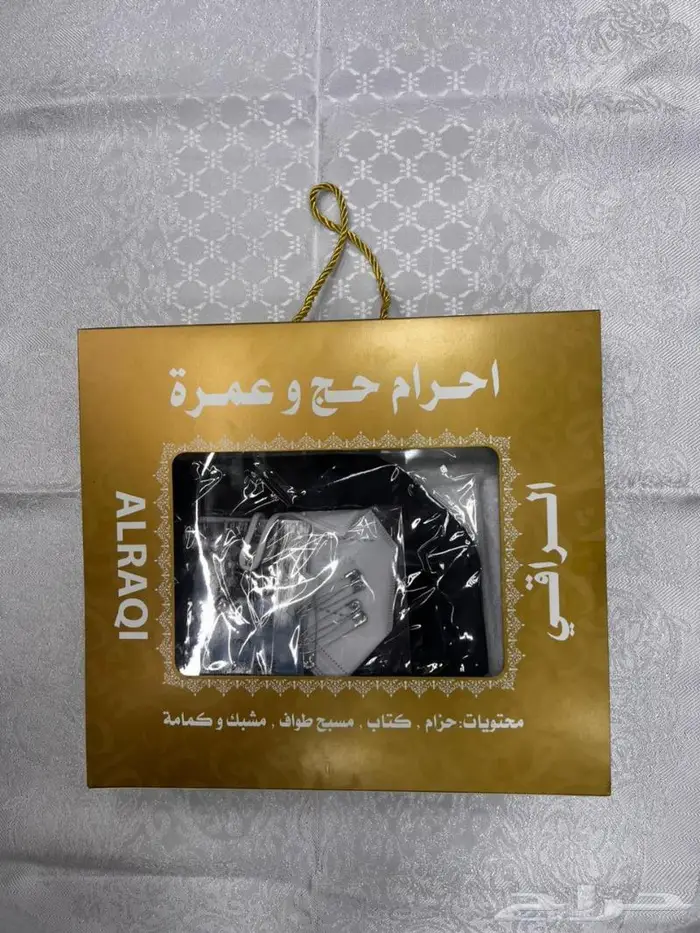 احرام حج و عمرة
الراقي
ALRAQI
محتويات: حزام , كتاب , مسبح طواف , مشبك و كمامة
حراج